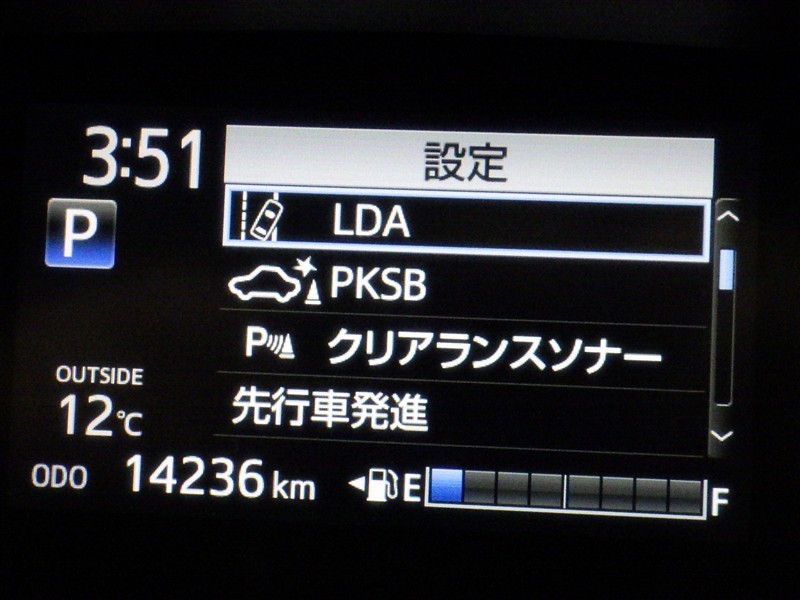 3:51
設定
P
LDA
PKSB
P クリアランスソナー
先行車発進
OUTSIDE
12℃
ODO 14236 km E F